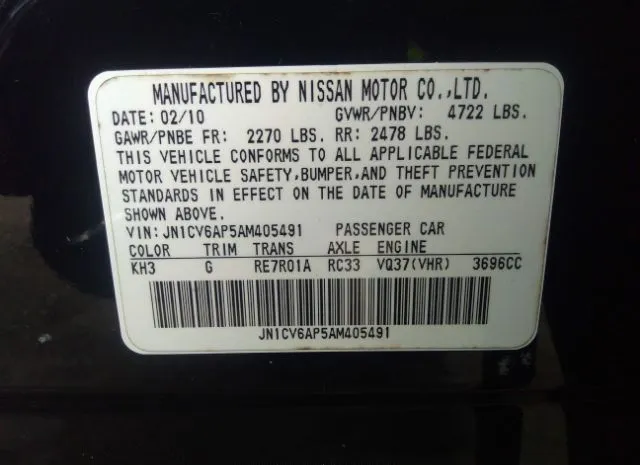 MANUFACTURED BY NISSAN MOTOR CO.,LTD.
DATE: 02/10 GVWR/PNBV: 4722 LBS.
GAWR/PNBE FR: 2270 LBS. RR: 2478 LBS.
THIS VEHICLE CONFORMS TO ALL APPLICABLE FEDERAL
MOTOR VEHICLE SAFETY,BUMPER,AND THEFT PREVENTION
STANDARDS IN EFFECT ON THE DATE OF MANUFACTURE
SHOWN ABOVE.
VIN: JN1CV6AP5AM405491 PASSENGER CAR
COLOR TRIM TRANS AXLE ENGINE
KH3 G RE7R01A RC33 VQ37(VHR) 3696CC
JN1CV6AP5AM405491